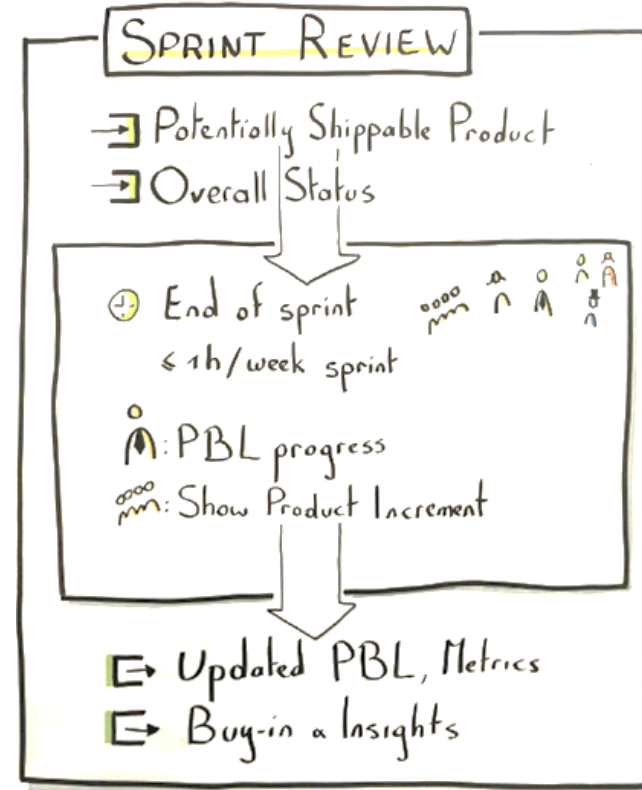 SPRINT REVIEW
Potentially Shippable Product
Overall Status
End of sprint
≤ 1h/week sprint
: PBL progress
: Show Product Increment
Updated PBL, Metrics
Buy-in & Insights